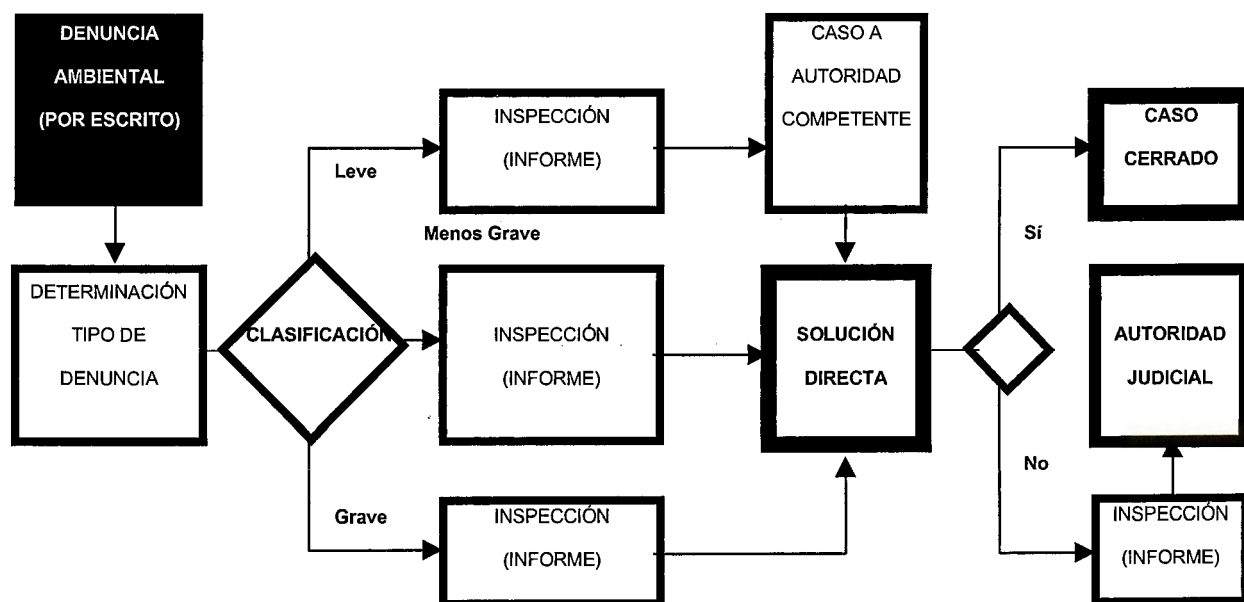 DENUNCIA
AMBIENTAL
(POR ESCRITO)
DETERMINACIÓN
TIPO DE
DENUNCIA
CLASIFICACIÓN
Leve
INSPECCIÓN
(INFORME)
CASO A
AUTORIDAD
COMPETENTE
Menos Grave
INSPECCIÓN
(INFORME)
Grave
INSPECCIÓN
(INFORME)
SOLUCIÓN
DIRECTA
Sí
CASO
CERRADO
No
INSPECCIÓN
(INFORME)
AUTORIDAD
JUDICIAL